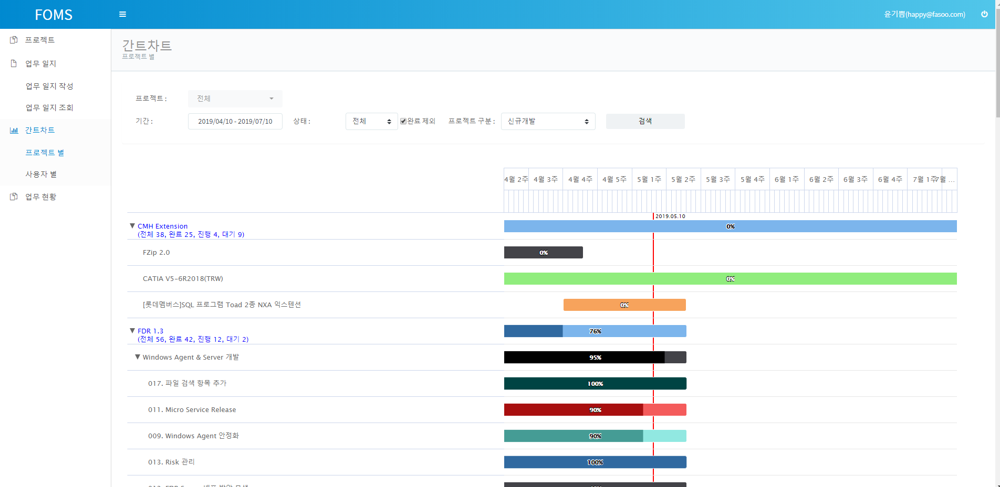 FOMS
윤기쁨(happy@fasoo.com)
프로젝트
업무 일지
업무 일지 작성
업무 일지 조회
간트차트
프로젝트 별
사용자 별
업무 현황
간트차트
프로젝트 별
프로젝트 : 전체
기간 : 2019/04/10 - 2019/07/10 상태 : 전체 완료 제외 프로젝트 구분 : 신규개발 검색
4월 2주 4월 3주 4월 4주 4월 5주 5월 1주 5월 2주 5월 3주 5월 4주 6월 1주 6월 2주 6월 3주 6월 4주 7월 1주 7월 ...
2019.05.10
CMH Extension 0%
(전체 38, 완료 25, 진행 4, 대기 9)
FZip 2.0 0%
CATIA V5-6R2018(TRW) 0%
[롯데멤버스]SQL 프로그램 Toad 2종 NXA 익스텐션 0%
FDR 1.3 76%
(전체 56, 완료 42, 진행 12, 대기 2)
Windows Agent & Server 개발 95%
017. 파일 검색 항목 추가 100%
011. Micro Service Release 90%
009. Windows Agent 안정화 90%
013. Risk 관리 100%